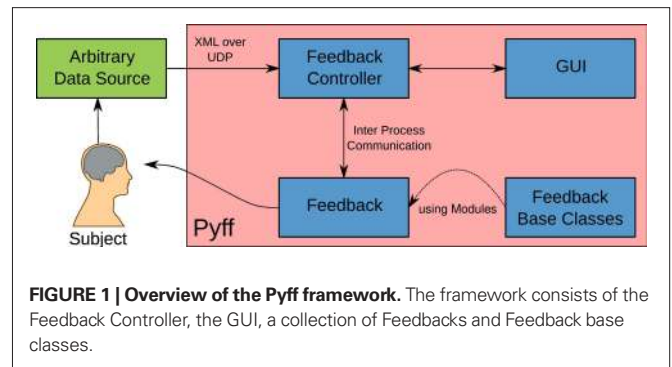 XML over
UDP
Arbitrary
Data Source
Feedback
Controller
GUI
Inter Process
Communication
Feedback
using Modules
Feedback
Base Classes
Subject
Pyff
FIGURE 1 | Overview of the Pyff framework. The framework consists of the
Feedback Controller, the GUI, a collection of Feedbacks and Feedback base
classes.